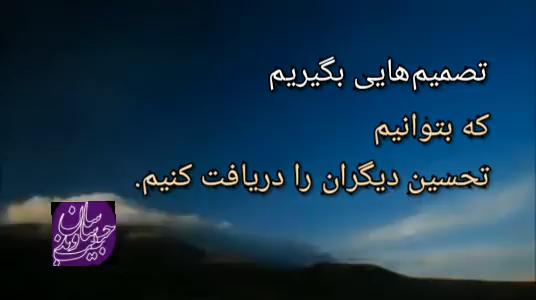 تصمیم‌هایی بگیریم
که بتوانیم
تحسین دیگران را دریافت کنیم.